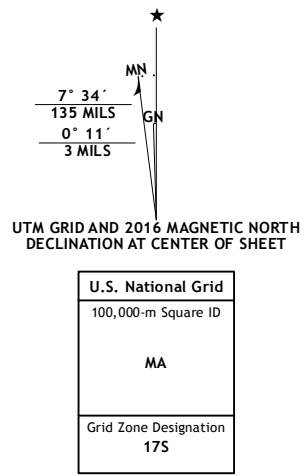 ★
MN
7° 34´
135 MILS
GN
0° 11´
3 MILS
UTM GRID AND 2016 MAGNETIC NORTH
DECLINATION AT CENTER OF SHEET
U.S. National Grid
100,000-m Square ID
MA
Grid Zone Designation
17S